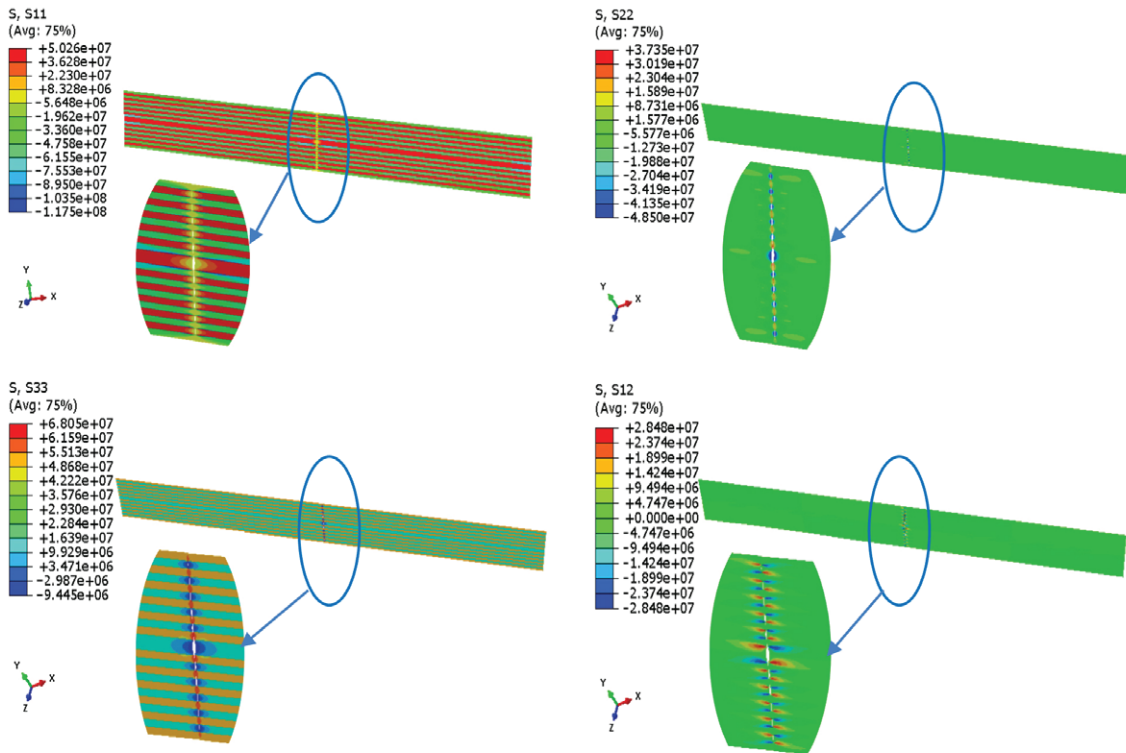 S, S11
(Avg: 75%)
+5.026e+07
+3.628e+07
+2.230e+07
+8.328e+06
-5.648e+06
-1.962e+07
-3.360e+07
-4.758e+07
-6.155e+07
-7.553e+07
-8.950e+07
-1.035e+08
-1.175e+08
Y
Z
X
S, S22
(Avg: 75%)
+3.735e+07
+3.019e+07
+2.304e+07
+1.589e+07
+8.731e+06
+1.577e+06
-5.577e+06
-1.273e+07
-1.988e+07
-2.704e+07
-3.419e+07
-4.135e+07
-4.850e+07
Y
X
Z
S, S33
(Avg: 75%)
+6.805e+07
+6.159e+07
+5.513e+07
+4.868e+07
+4.222e+07
+3.576e+07
+2.930e+07
+2.284e+07
+1.639e+07
+9.929e+06
+3.471e+06
-2.987e+06
-9.445e+06
Y
X
Z
S, S12
(Avg: 75%)
+2.848e+07
+2.374e+07
+1.899e+07
+1.424e+07
+9.494e+06
+4.747e+06
+0.000e+00
-4.747e+06
-9.494e+06
-1.424e+07
-1.899e+07
-2.374e+07
-2.848e+07
Y
X
Z